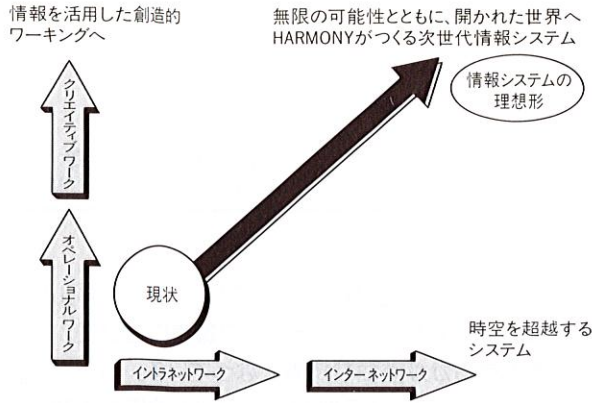 情報を活用した創造的
ワーキングへ
無限の可能性とともに、開かれた世界へ
HARMONYがつくる次世代情報システム
情報システムの
理想形
クリエイティブワーク
オペレーショナルワーク
現状
時空を超越する
システム
イントラネットワーク
インターネットワーク